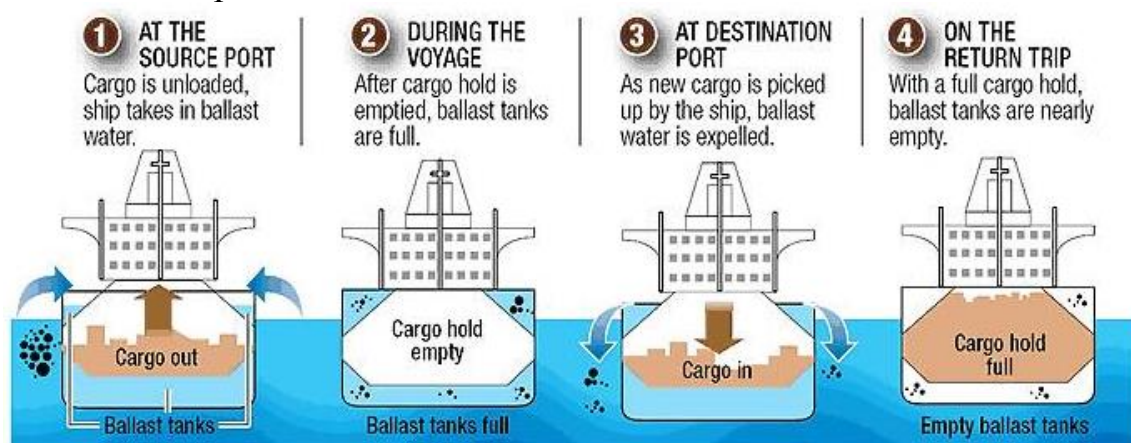 1 AT THE
SOURCE PORT
Cargo is unloaded,
ship takes in ballast
water.
Cargo out
Ballast tanks
2 DURING THE
VOYAGE
After cargo hold is
emptied, ballast tanks
are full.
Cargo hold
empty
Ballast tanks full
3 AT DESTINATION
PORT
As new cargo is picked
up by the ship, ballast
water is expelled.
Cargo in
4 ON THE
RETURN TRIP
With a full cargo hold,
ballast tanks are nearly
empty.
Cargo hold
full
Empty ballast tanks